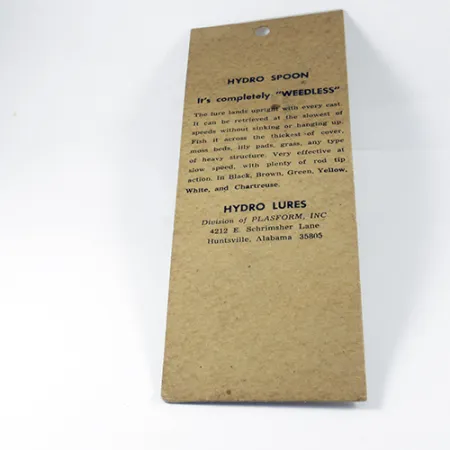 HYDRO SPOON
It's completely "WEEDLESS"
The lure lands upright with every cast.
It can be retrieved at the slowest of
speeds without sinking or hanging up.
Fish it across the thickest of cover,
moss beds, lily pads, grass, any type
of heavy structure. Very effective at
slow speed, with plenty of rod tip
action. In Black, Brown, Green, Yellow,
White, and Chartreuse.
HYDRO LURES
Division of PLASFORM, INC
4212 E. Schrimsher Lane
Huntsville, Alabama 35805